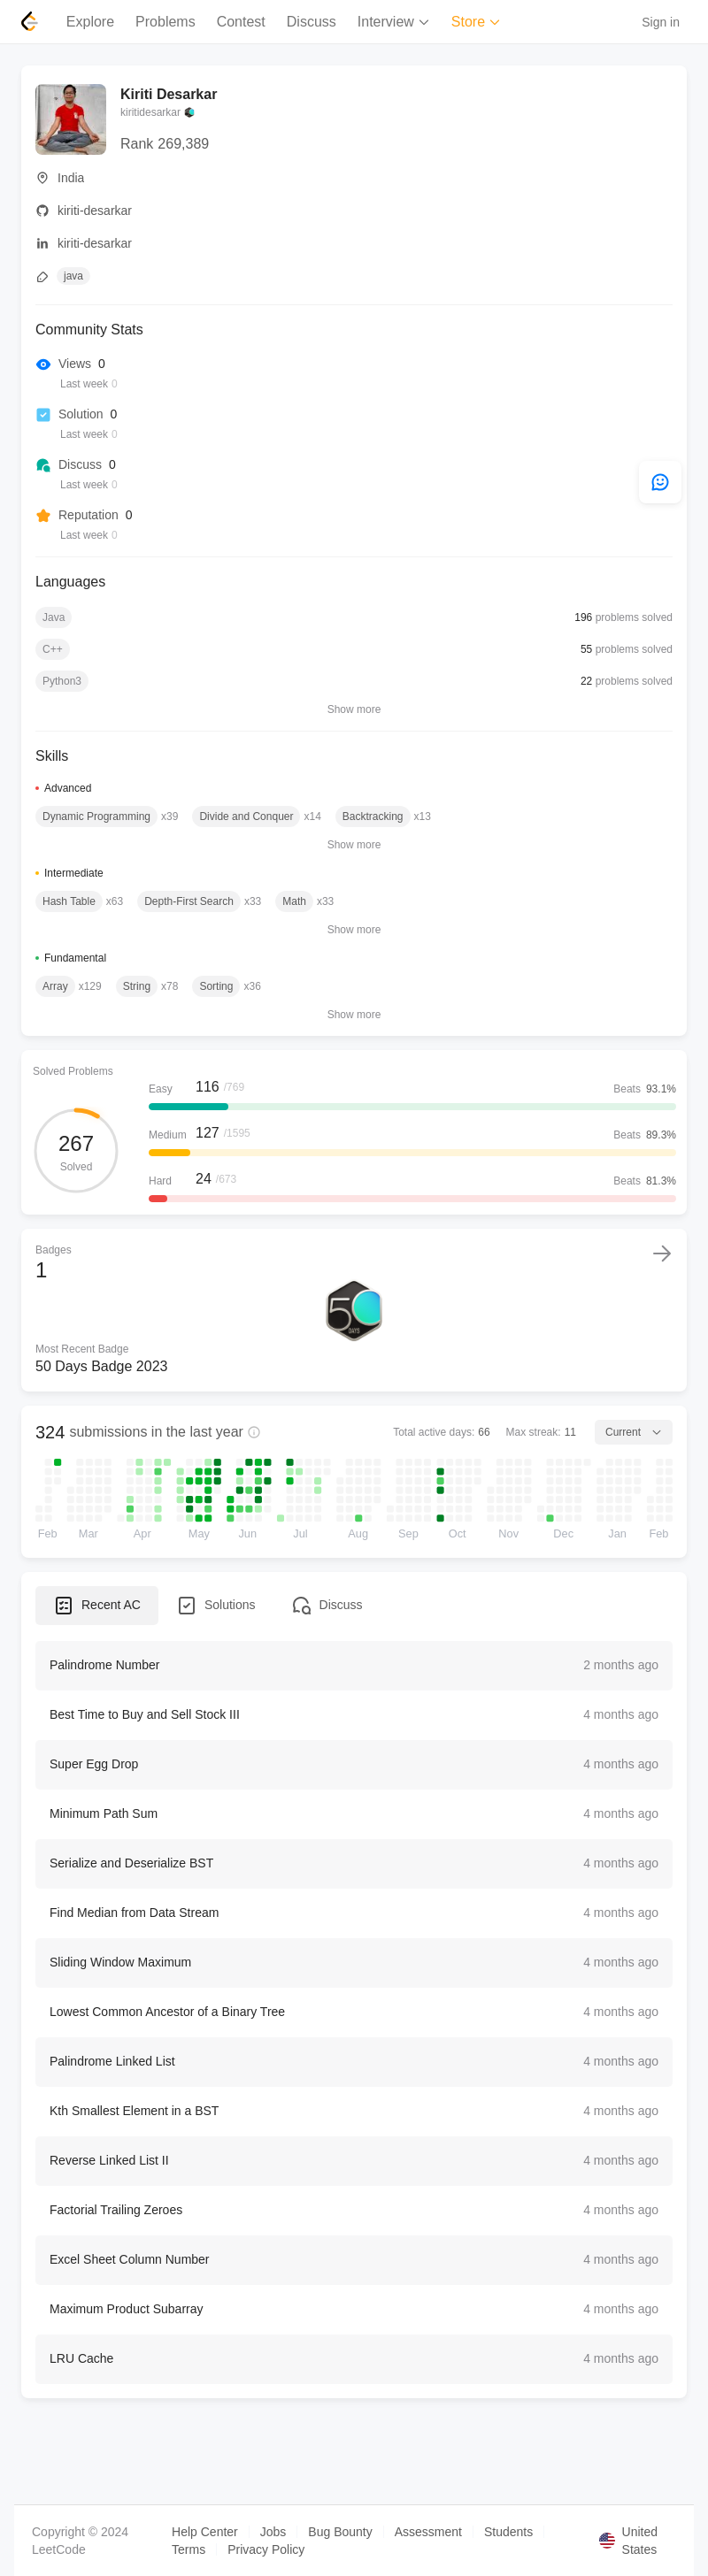 Explore Problems Contest Discuss Interview Store Sign in
Kiriti Desarkar
kiritidesarkar
Rank 269,389
India
kiriti-desarkar
kiriti-desarkar
java
Community Stats
Views 0
Last week 0
Solution 0
Last week 0
Discuss 0
Last week 0
Reputation 0
Last week 0
Languages
Java 196 problems solved
C++ 55 problems solved
Python3 22 problems solved
Show more
Skills
Advanced
Dynamic Programming x39 Divide and Conquer x14 Backtracking x13
Show more
Intermediate
Hash Table x63 Depth-First Search x33 Math x33
Show more
Fundamental
Array x129 String x78 Sorting x36
Show more
Solved Problems
267
Solved
Easy 116 /769 Beats 93.1%
Medium 127 /1595 Beats 89.3%
Hard 24 /673 Beats 81.3%
Badges
1
50
DAYS
Most Recent Badge
50 Days Badge 2023
324 submissions in the last year Total active days: 66 Max streak: 11 Current
Feb Mar Apr May Jun Jul Aug Sep Oct Nov Dec Jan Feb
Recent AC Solutions Discuss
Palindrome Number 2 months ago
Best Time to Buy and Sell Stock III 4 months ago
Super Egg Drop 4 months ago
Minimum Path Sum 4 months ago
Serialize and Deserialize BST 4 months ago
Find Median from Data Stream 4 months ago
Sliding Window Maximum 4 months ago
Lowest Common Ancestor of a Binary Tree 4 months ago
Palindrome Linked List 4 months ago
Kth Smallest Element in a BST 4 months ago
Reverse Linked List II 4 months ago
Factorial Trailing Zeroes 4 months ago
Excel Sheet Column Number 4 months ago
Maximum Product Subarray 4 months ago
LRU Cache 4 months ago
Copyright © 2024 LeetCode
Help Center Jobs Bug Bounty Assessment Students
Terms Privacy Policy
United States